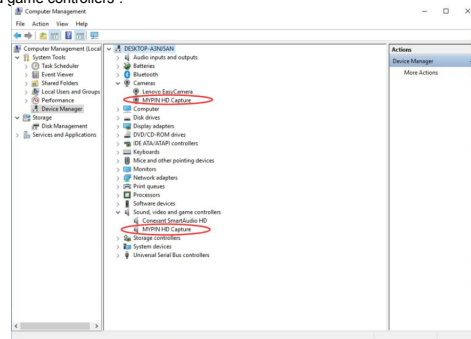 game controllers".
Computer Management
File Action View Help
Computer Management (Local
System Tools
Task Scheduler
Event Viewer
Shared Folders
Local Users and Groups
Performance
Device Manager
Storage
Disk Management
Services and Applications
DESKTOP-A3NI5AN
Audio inputs and outputs
Batteries
Bluetooth
Cameras
Lenovo EasyCamera
MYPIN HD Capture
Computer
Disk drives
Display adapters
DVD/CD-ROM drives
IDE ATA/ATAPI controllers
Keyboards
Mice and other pointing devices
Monitors
Network adapters
Print queues
Processors
Software devices
Sound, video and game controllers
Conexant SmartAudio HD
MYPIN HD Capture
Storage controllers
System devices
Universal Serial Bus controllers
Actions
Device Manager
More Actions